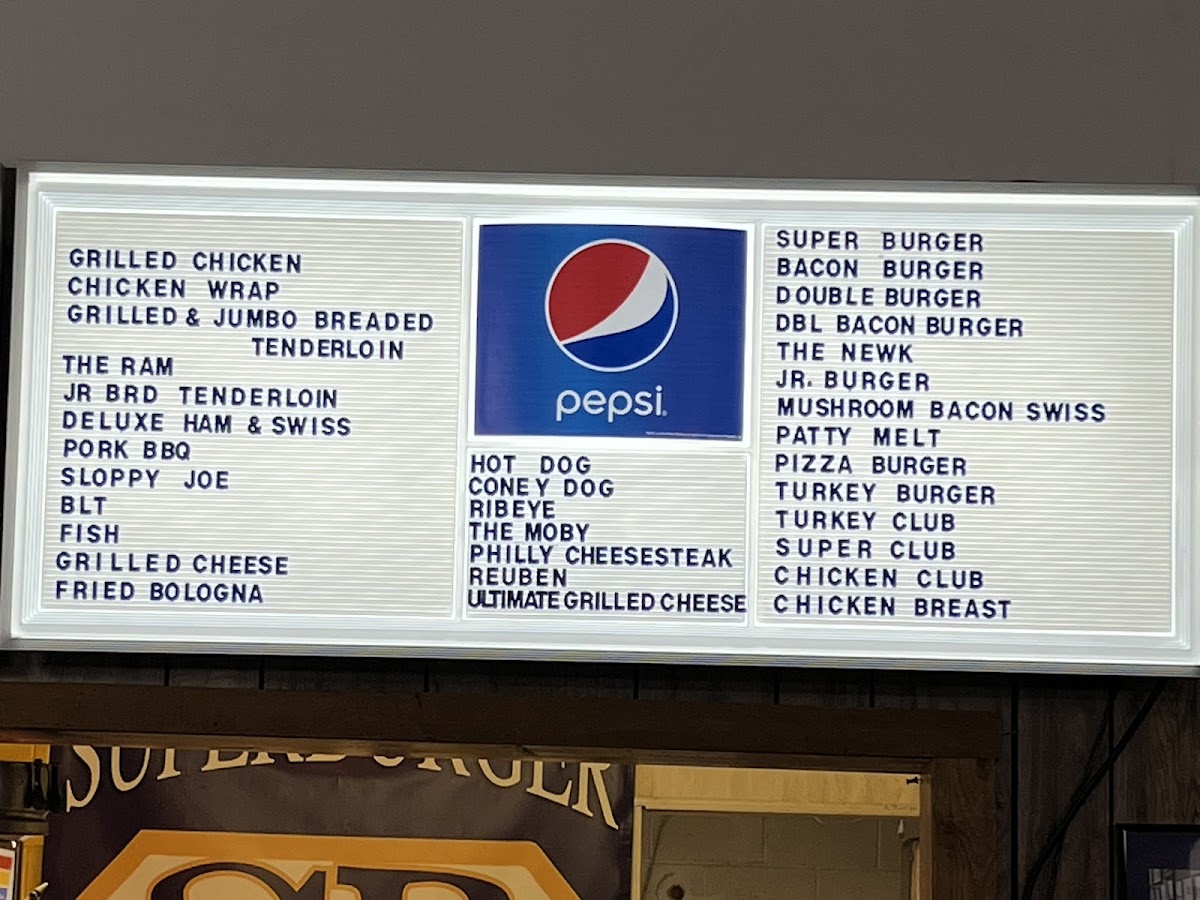 GRILLED CHICKEN
CHICKEN WRAP
GRILLED & JUMBO BREADED
TENDERLOIN
THE RAM
JR BRD TENDERLOIN
DELUXE HAM & SWISS
PORK BBQ
SLOPPY JOE
BLT
FISH
GRILLED CHEESE
FRIED BOLOGNA
pepsi
HOT DOG
CONEY DOG
RIBEYE
THE MOBY
PHILLY CHEESESTEAK
REUBEN
ULTIMATE GRILLED CHEESE
SUPER BURGER
BACON BURGER
DOUBLE BURGER
DBL BACON BURGER
THE NEWK
JR. BURGER
MUSHROOM BACON SWISS
PATTY MELT
PIZZA BURGER
TURKEY BURGER
TURKEY CLUB
SUPER CLUB
CHICKEN CLUB
CHICKEN BREAST
SUPERBURGER